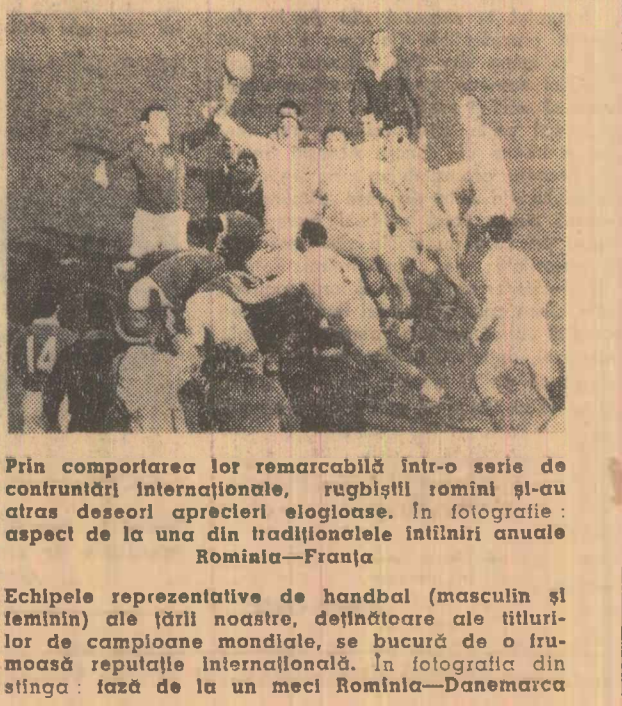 14
Prin comportarea lor remarcabilă într-o serie de
confruntări internaționale, rugbiștii romîni și-au
atras deseori aprecieri elogioase. În fotografie :
aspect de la una din tradiționalele întîlniri anuale
Romînia—Franța
Echipele reprezentative de handbal (masculin și
feminin) ale țării noastre, deținătoare ale titluri-
lor de campioane mondiale, se bucură de o fru-
moasă reputație internațională. În fotografia din
stînga : fază de la un meci Romînia—Danemarca